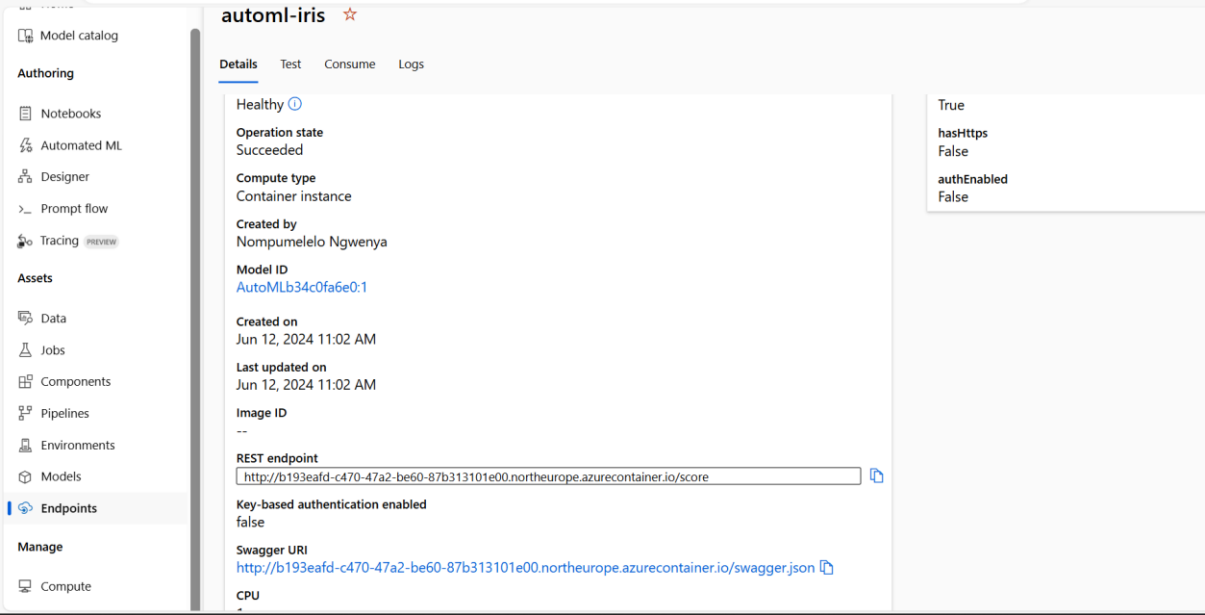 automl-iris
Model catalog
Authoring
Notebooks
Automated ML
Designer
Prompt flow
Tracing PREVIEW
Assets
Data
Jobs
Components
Pipelines
Environments
Models
Endpoints
Manage
Compute
Details Test Consume Logs
Healthy
Operation state
Succeeded
Compute type
Container instance
Created by
Nompumelelo Ngwenya
Model ID
AutoMLb34c0fa6e0:1
Created on
Jun 12, 2024 11:02 AM
Last updated on
Jun 12, 2024 11:02 AM
Image ID
--
REST endpoint
http://b193eafd-c470-47a2-be60-87b313101e00.northeurope.azurecontainer.io/score
Key-based authentication enabled
false
Swagger URI
http://b193eafd-c470-47a2-be60-87b313101e00.northeurope.azurecontainer.io/swagger.json
CPU
True
hasHttps
False
authEnabled
False